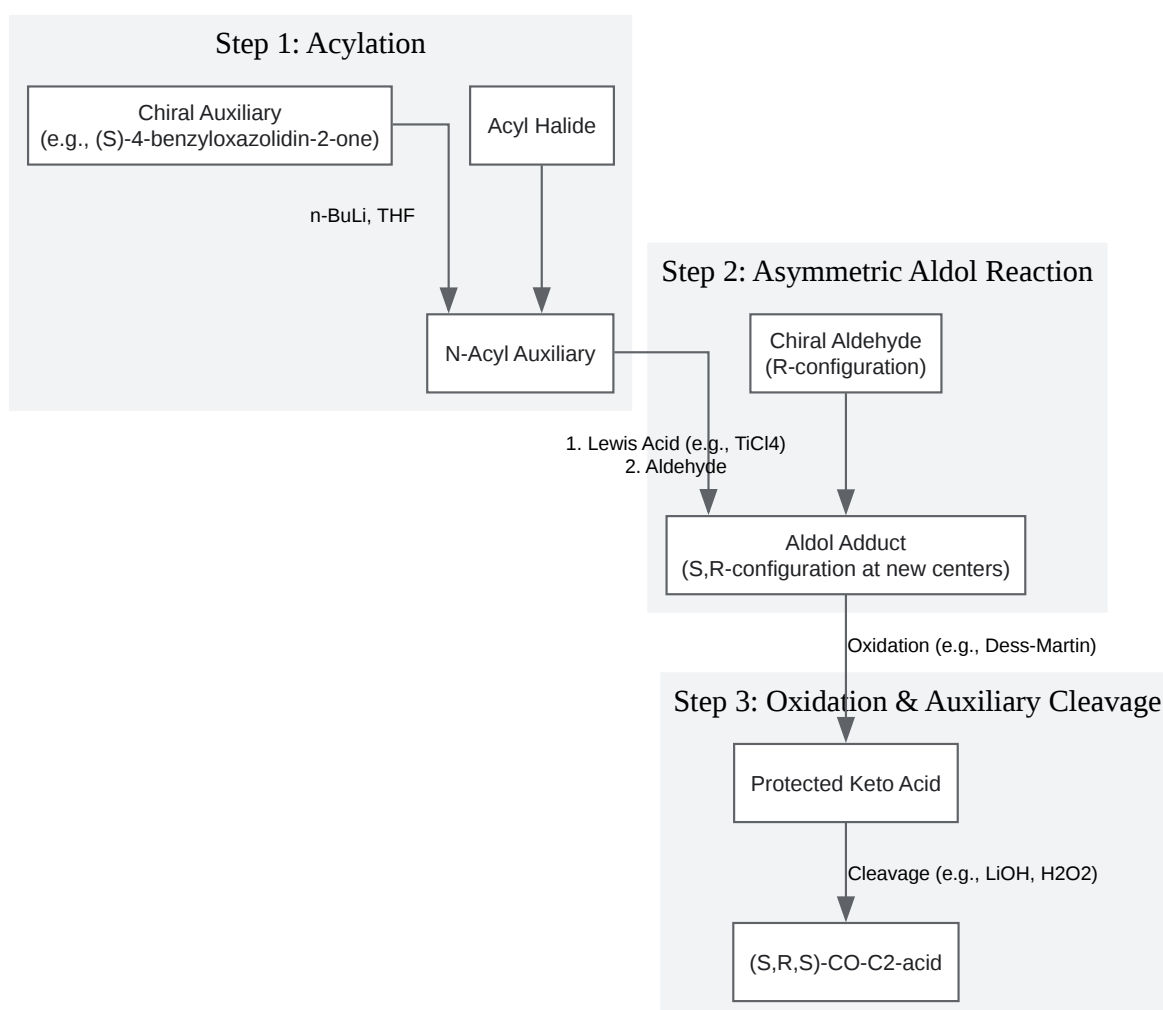 Step 1: Acylation
Chiral Auxiliary
(e.g., (S)-4-benzyloxazolidin-2-one)
Acyl Halide
n-BuLi, THF
N-Acyl Auxiliary
Step 2: Asymmetric Aldol Reaction
Chiral Aldehyde
(R-configuration)
1. Lewis Acid (e.g., TiCl4)
2. Aldehyde
Aldol Adduct
(S,R-configuration at new centers)
Oxidation (e.g., Dess-Martin)
Step 3: Oxidation & Auxiliary Cleavage
Protected Keto Acid
Cleavage (e.g., LiOH, H2O2)
(S,R,S)-CO-C2-acid